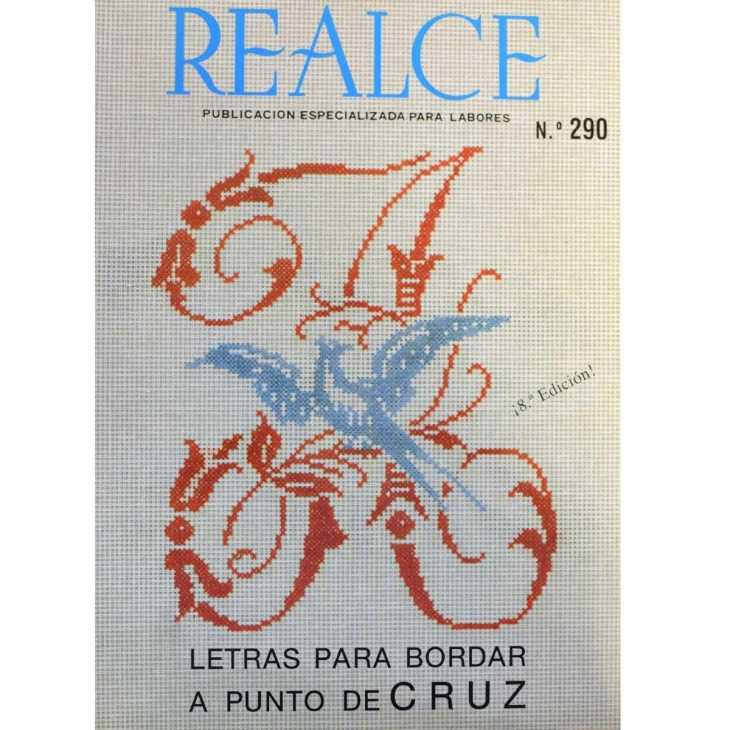 REALCE
PUBLICACION ESPECIALIZADA PARA LABORES
N.º 290
¡8.ª Edición!
LETRAS PARA BORDAR
A PUNTO DE CRUZ